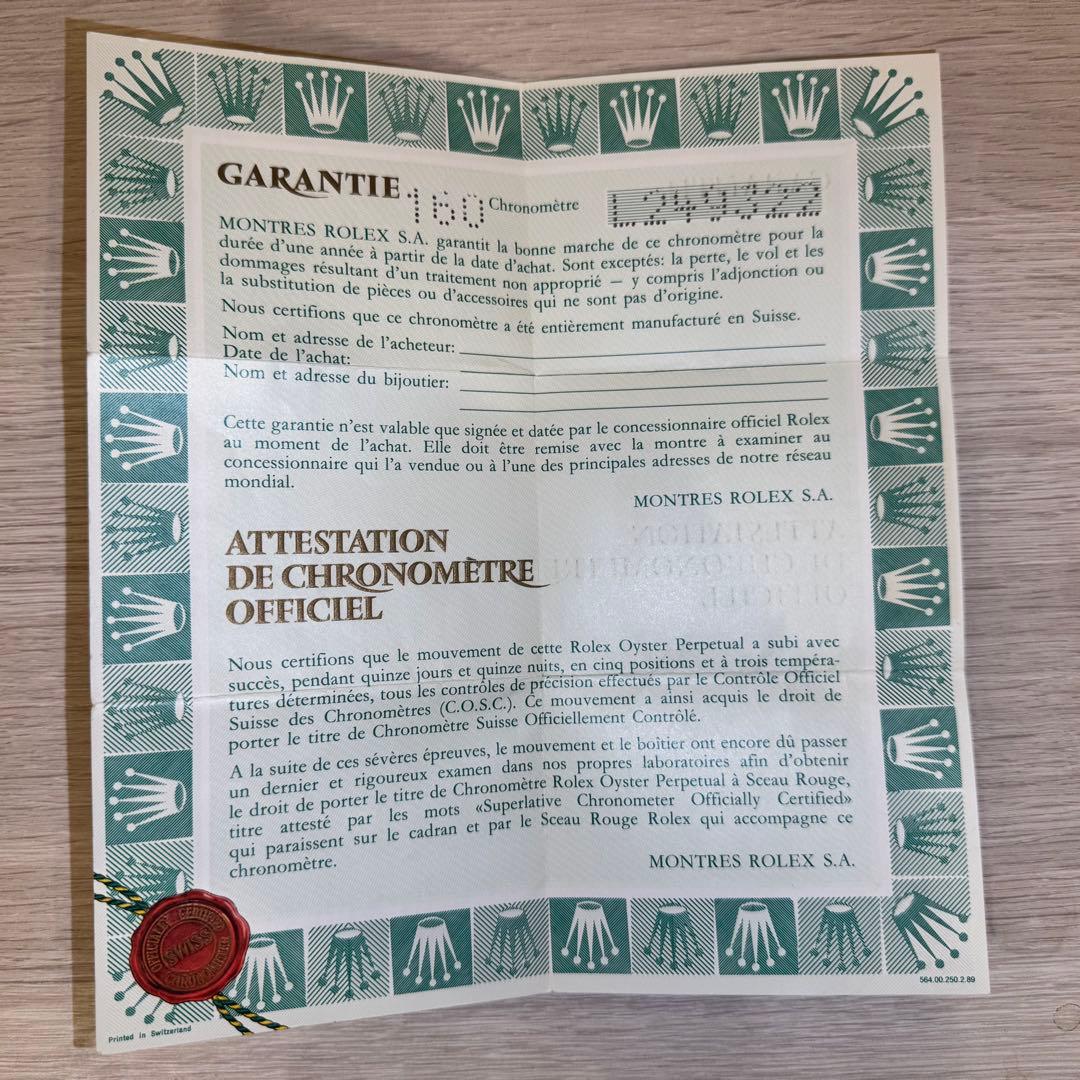 GARANTIE 160 Chronomètre L249322
MONTRES ROLEX S.A. garantit la bonne marche de ce chronomètre pour la
durée d'une année à partir de la date d'achat. Sont exceptés: la perte, le vol et les
dommages résultant d'un traitement non approprié — y compris l'adjonction ou
la substitution de pièces ou d'accessoires qui ne sont pas d'origine.
Nous certifions que ce chronomètre a été entièrement manufacturé en Suisse.
Nom et adresse de l'acheteur:
Date de l'achat:
Nom et adresse du bijoutier:
Cette garantie n'est valable que signée et datée par le concessionnaire officiel Rolex
au moment de l'achat. Elle doit être remise avec la montre à examiner au
concessionnaire qui l'a vendue ou à l'une des principales adresses de notre réseau
mondial.
MONTRES ROLEX S.A.
ATTESTATION
DE CHRONOMÈTRE
OFFICIEL
Nous certifions que le mouvement de cette Rolex Oyster Perpetual a subi avec
succès, pendant quinze jours et quinze nuits, en cinq positions et à trois tempéra-
tures déterminées, tous les contrôles de précision effectués par le Contrôle Officiel
Suisse des Chronomètres (C.O.S.C.). Ce mouvement a ainsi acquis le droit de
porter le titre de Chronomètre Suisse Officiellement Contrôlé.
A la suite de ces sévères épreuves, le mouvement et le boîtier ont encore dû passer
un dernier et rigoureux examen dans nos propres laboratoires afin d'obtenir
le droit de porter le titre de Chronomètre Rolex Oyster Perpetual à Sceau Rouge,
titre attesté par les mots «Superlative Chronometer Officially Certified»
qui paraissent sur le cadran et par le Sceau Rouge Rolex qui accompagne ce
chronomètre.
MONTRES ROLEX S.A.
OFFICIALLY CERTIFIED
SWISS
CHRONOMETER
564.00.250.2.89
Printed in Switzerland